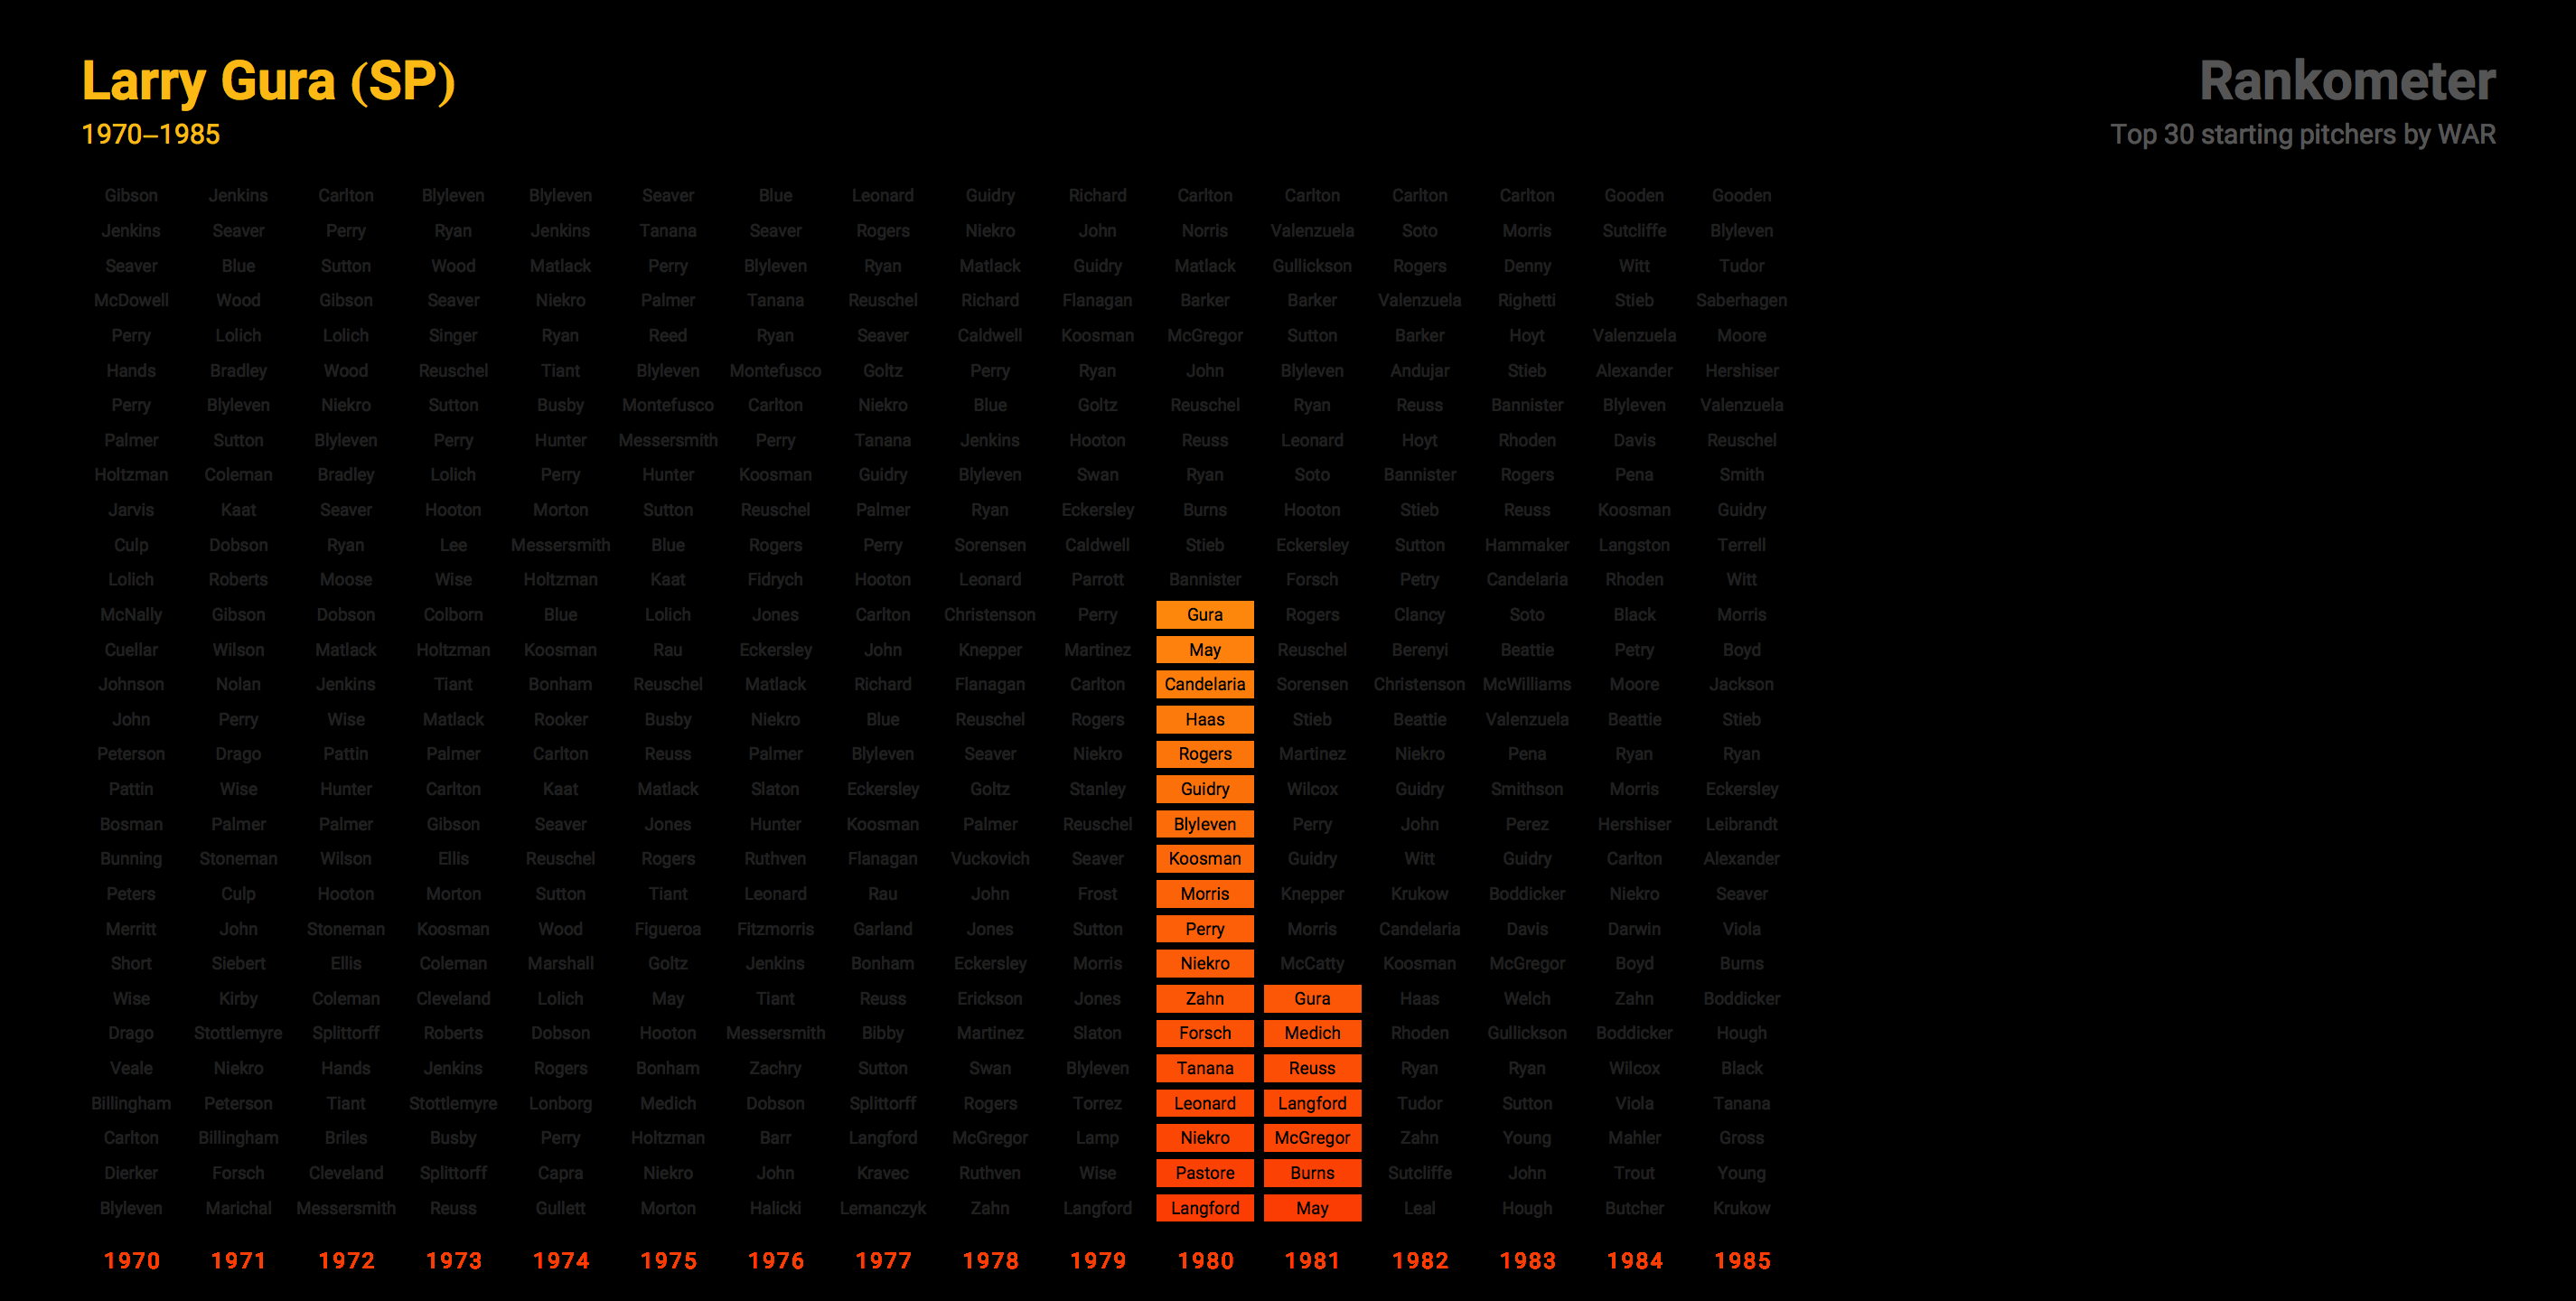 Larry Gura (SP)
Rankometer
1970–1985
Top 30 starting pitchers by WAR
Gibson Jenkins Carlton Blyleven Blyleven Seaver Blue Leonard Guidry Richard Carlton Carlton Carlton Carlton Gooden Gooden
Jenkins Seaver Perry Ryan Jenkins Tanana Seaver Rogers Niekro John Norris Valenzuela Soto Morris Sutcliffe Blyleven
Seaver Blue Sutton Wood Matlack Perry Blyleven Ryan Matlack Guidry Matlack Gullickson Rogers Denny Witt Tudor
McDowell Wood Gibson Seaver Niekro Palmer Tanana Reuschel Richard Flanagan Barker Barker Valenzuela Righetti Stieb Saberhagen
Perry Lolich Lolich Singer Ryan Reed Ryan Seaver Caldwell Koosman McGregor Sutton Barker Hoyt Valenzuela Moore
Hands Bradley Wood Reuschel Tiant Blyleven Montefusco Goltz Perry Ryan John Blyleven Andujar Stieb Alexander Hershiser
Perry Blyleven Niekro Sutton Busby Montefusco Carlton Niekro Blue Goltz Reuschel Ryan Reuss Bannister Blyleven Valenzuela
Palmer Sutton Blyleven Perry Hunter Messersmith Perry Tanana Jenkins Hooton Reuss Leonard Hoyt Rhoden Davis Reuschel
Holtzman Coleman Bradley Lolich Perry Hunter Koosman Guidry Blyleven Swan Ryan Soto Bannister Rogers Pena Smith
Jarvis Kaat Seaver Hooton Morton Sutton Reuschel Palmer Ryan Eckersley Burns Hooton Stieb Reuss Koosman Guidry
Culp Dobson Ryan Lee Messersmith Blue Rogers Perry Sorensen Caldwell Stieb Eckersley Sutton Hammaker Langston Terrell
Lolich Roberts Moose Wise Holtzman Kaat Fidrych Hooton Leonard Parrott Bannister Forsch Petry Candelaria Rhoden Witt
McNally Gibson Dobson Colborn Blue Lolich Jones Carlton Christenson Perry Gura Rogers Clancy Soto Black Morris
Cuellar Wilson Matlack Holtzman Koosman Rau Eckersley John Knepper Martinez May Reuschel Berenyi Beattie Petry Boyd
Johnson Nolan Jenkins Tiant Bonham Reuschel Matlack Richard Flanagan Carlton Candelaria Sorensen Christenson McWilliams Moore Jackson
John Perry Wise Matlack Rooker Busby Niekro Blue Reuschel Rogers Haas Stieb Beattie Valenzuela Beattie Stieb
Peterson Drago Pattin Palmer Carlton Reuss Palmer Blyleven Seaver Niekro Rogers Martinez Niekro Pena Ryan Ryan
Pattin Wise Hunter Carlton Kaat Matlack Slaton Eckersley Goltz Stanley Guidry Wilcox Guidry Smithson Morris Eckersley
Bosman Palmer Palmer Gibson Seaver Jones Hunter Koosman Palmer Reuschel Blyleven Perry John Perez Hershiser Leibrandt
Bunning Stoneman Wilson Ellis Reuschel Rogers Ruthven Flanagan Vuckovich Seaver Koosman Guidry Witt Guidry Carlton Alexander
Peters Culp Hooton Morton Sutton Tiant Leonard Rau John Frost Morris Knepper Krukow Boddicker Niekro Seaver
Merritt John Stoneman Koosman Wood Figueroa Fitzmorris Garland Jones Sutton Perry Morris Candelaria Davis Darwin Viola
Short Siebert Ellis Coleman Marshall Goltz Jenkins Bonham Eckersley Morris Niekro McCatty Koosman McGregor Boyd Burns
Wise Kirby Coleman Cleveland Lolich May Tiant Reuss Erickson Jones Zahn Gura Haas Welch Zahn Boddicker
Drago Stottlemyre Splittorff Roberts Dobson Hooton Messersmith Bibby Martinez Slaton Forsch Medich Rhoden Gullickson Boddicker Hough
Veale Niekro Hands Jenkins Rogers Bonham Zachry Sutton Swan Blyleven Tanana Reuss Ryan Ryan Wilcox Black
Billingham Peterson Tiant Stottlemyre Lonborg Medich Dobson Splittorff Rogers Torrez Leonard Langford Tudor Sutton Viola Tanana
Carlton Billingham Briles Busby Perry Holtzman Barr Langford McGregor Lamp Niekro McGregor Zahn Young Mahler Gross
Dierker Forsch Cleveland Splittorff Capra Niekro John Kravec Ruthven Wise Pastore Burns Sutcliffe John Trout Young
Blyleven Marichal Messersmith Reuss Gullett Morton Halicki Lemanczyk Zahn Langford Langford May Leal Hough Butcher Krukow
1970 1971 1972 1973 1974 1975 1976 1977 1978 1979 1980 1981 1982 1983 1984 1985